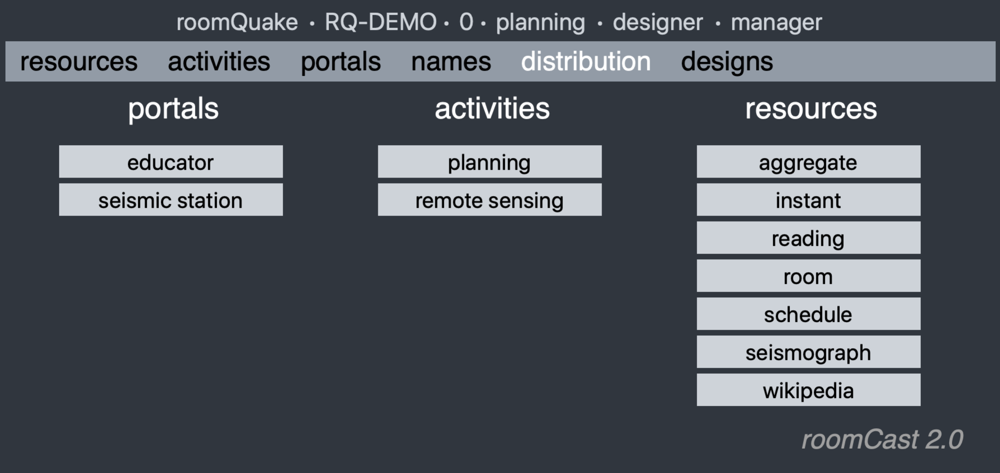 roomQuake · RQ-DEMO · 0 · planning · designer · manager
resources activities portals names distribution designs
portals activities resources
educator planning aggregate
seismic station remote sensing instant
reading
room
schedule
seismograph
wikipedia
roomCast 2.0